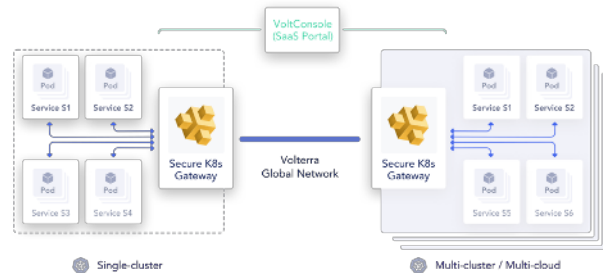 VoltConsole
(SaaS Portal)
Pod
Service S1
Pod
Service S2
Pod
Service S3
Pod
Service S4
Secure K8s
Gateway
Volterra
Global Network
Secure K8s
Gateway
Pod
Service S1
Pod
Service S2
Pod
Service S5
Pod
Service S6
Single-cluster
Multi-cluster / Multi-cloud